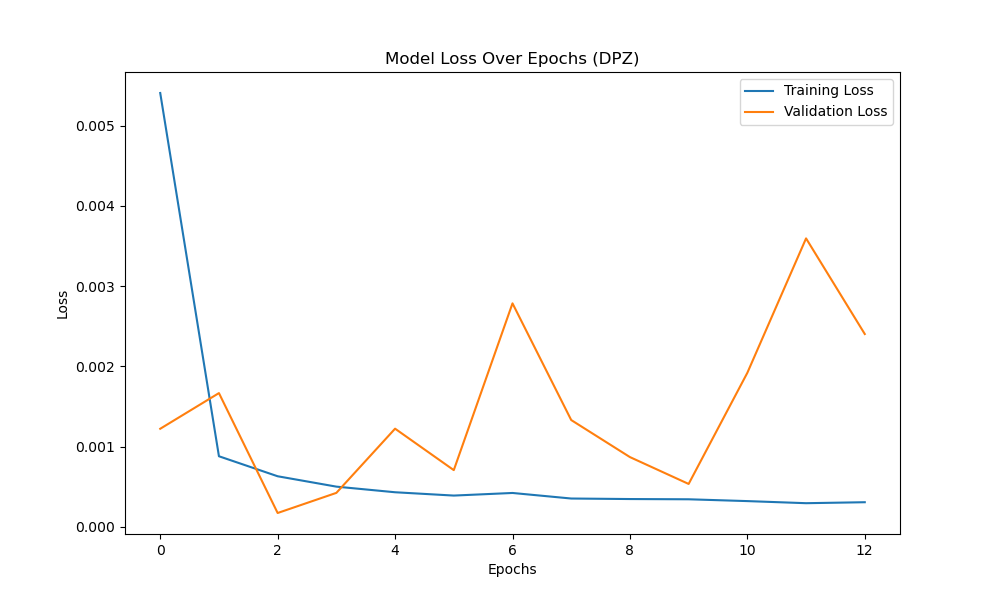 Model Loss Over Epochs (DPZ)
Training Loss
Validation Loss
0.005
0.004
0.003
0.002
0.001
0.000
Loss
0 2 4 6 8 10 12
Epochs